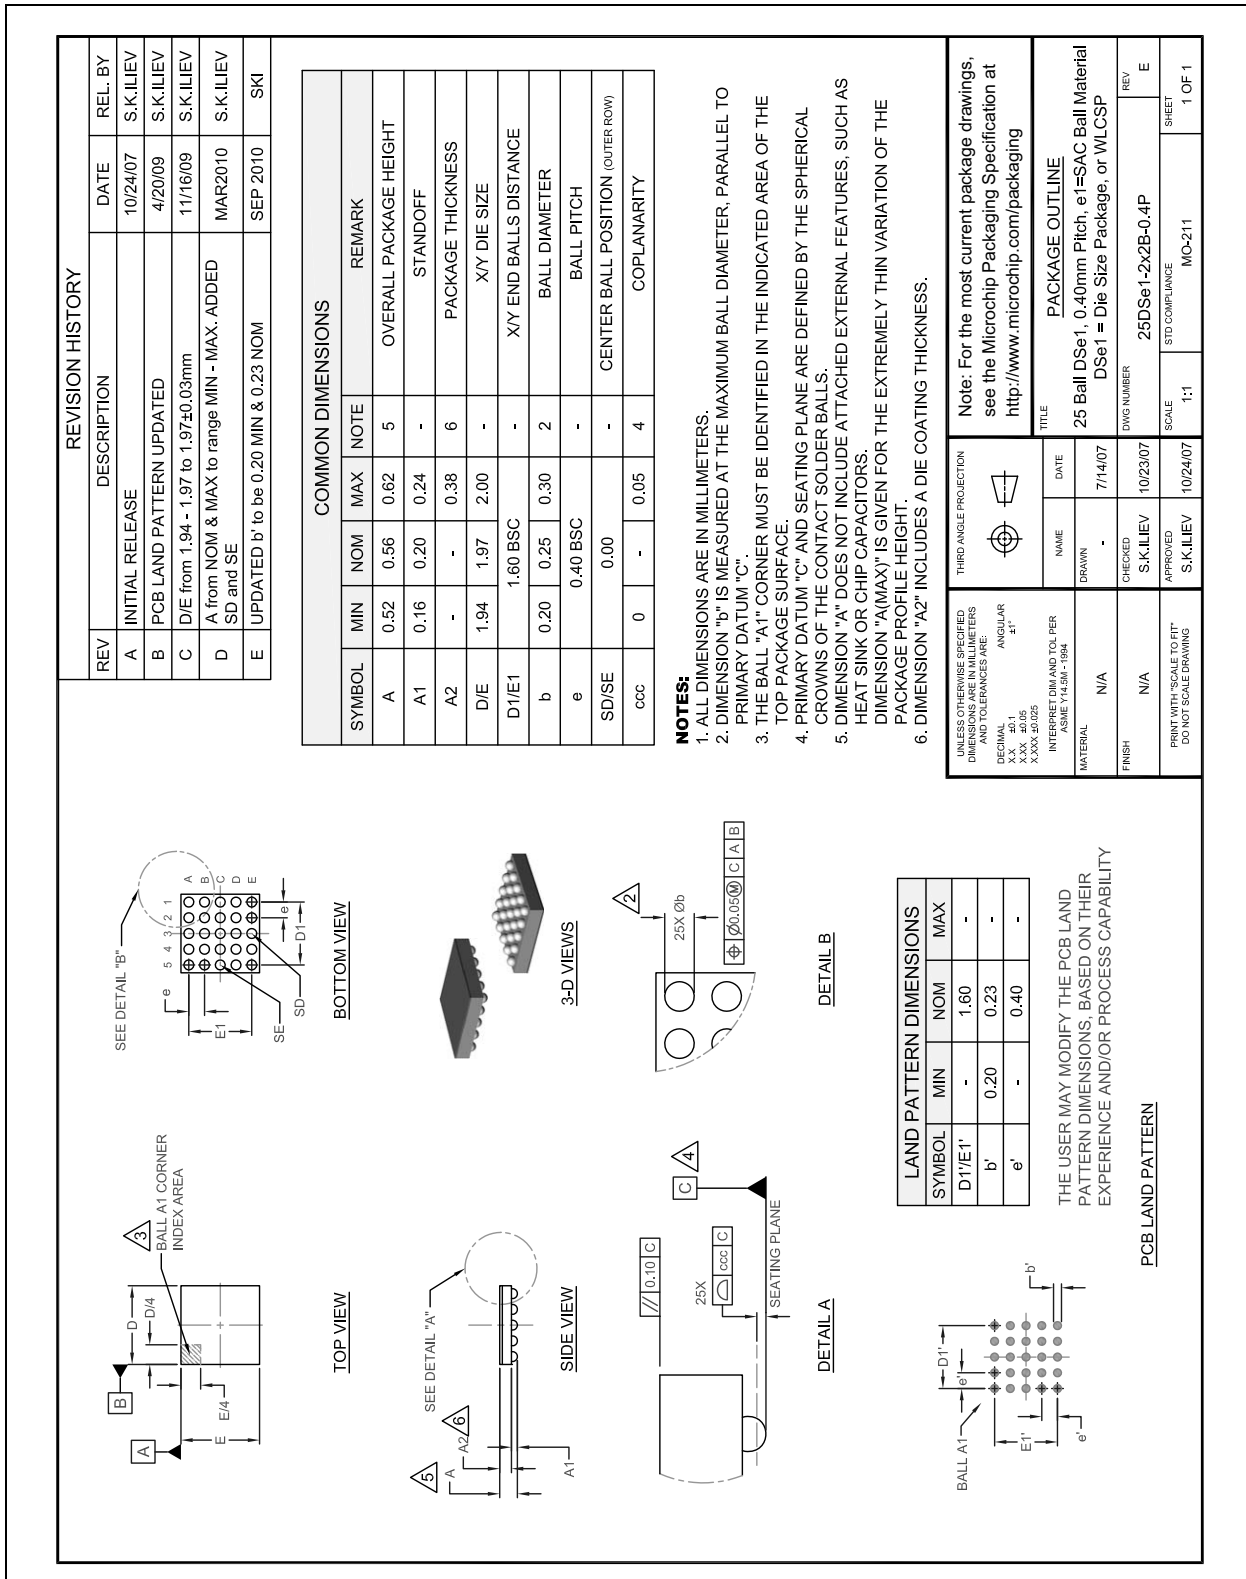 REVISION HISTORY
REV DESCRIPTION DATE REL. BY
A INITIAL RELEASE 10/24/07 S.K.ILIEV
B PCB LAND PATTERN UPDATED 4/20/09 S.K.ILIEV
C D/E from 1.94 - 1.97 to 1.97±0.03mm 11/16/09 S.K.ILIEV
D A from NOM & MAX to range MIN - MAX. ADDED SD and SE MAR2010 S.K.ILIEV
E UPDATED b' to be 0.20 MIN & 0.23 NOM SEP 2010 SKI
COMMON DIMENSIONS
SYMBOL MIN NOM MAX NOTE REMARK
A 0.52 0.56 0.62 5 OVERALL PACKAGE HEIGHT
A1 0.16 0.20 0.24 - STANDOFF
A2 - - 0.38 6 PACKAGE THICKNESS
D/E 1.94 1.97 2.00 - X/Y DIE SIZE
D1/E1 1.60 BSC - X/Y END BALLS DISTANCE
b 0.20 0.25 0.30 2 BALL DIAMETER
e 0.40 BSC - BALL PITCH
SD/SE 0.00 - CENTER BALL POSITION (OUTER ROW)
ccc 0 - 0.05 4 COPLANARITY
NOTES:
1. ALL DIMENSIONS ARE IN MILLIMETERS.
2. DIMENSION "b" IS MEASURED AT THE MAXIMUM BALL DIAMETER, PARALLEL TO
PRIMARY DATUM "C".
3. THE BALL "A1" CORNER MUST BE IDENTIFIED IN THE INDICATED AREA OF THE
TOP PACKAGE SURFACE.
4. PRIMARY DATUM "C" AND SEATING PLANE ARE DEFINED BY THE SPHERICAL
CROWNS OF THE CONTACT SOLDER BALLS.
5. DIMENSION "A" DOES NOT INCLUDE ATTACHED EXTERNAL FEATURES, SUCH AS
HEAT SINK OR CHIP CAPACITORS.
DIMENSION "A(MAX)" IS GIVEN FOR THE EXTREMELY THIN VARIATION OF THE
PACKAGE PROFILE HEIGHT.
6. DIMENSION "A2" INCLUDES A DIE COATING THICKNESS.
UNLESS OTHERWISE SPECIFIED
DIMENSIONS ARE IN MILLIMETERS
AND TOLERANCES ARE:
DECIMAL ANGULAR
X.X ±0.1 ±1°
X.XX ±0.05
X.XXX ±0.025
INTERPRET DIM AND TOL PER
ASME Y14.5M - 1994
MATERIAL
N/A
FINISH
N/A
PRINT WITH "SCALE TO FIT"
DO NOT SCALE DRAWING
THIRD ANGLE PROJECTION
NAME DATE
DRAWN
- 7/14/07
CHECKED
S.K.ILIEV 10/23/07
APPROVED
S.K.ILIEV 10/24/07
Note: For the most current package drawings,
see the Microchip Packaging Specification at
http://www.microchip.com/packaging
TITLE
PACKAGE OUTLINE
25 Ball DSe1, 0.40mm Pitch, e1=SAC Ball Material
DSe1 = Die Size Package, or WLCSP
DWG NUMBER
25DSe1-2x2B-0.4P
REV
E
SCALE
1:1
STD COMPLIANCE
MO-211
SHEET
1 OF 1
B
A
D
D/4
E/4
E
3
BALL A1 CORNER
INDEX AREA
TOP VIEW
SEE DETAIL "B"
e
E1
SE
SD
D1
e
5 4 3 2 1
A
B
C
D
E
BOTTOM VIEW
SEE DETAIL "A"
5
A
A2
6
A1
SIDE VIEW
3-D VIEWS
// 0.10 C
25X
ccc C
C
4
SEATING PLANE
DETAIL A
2
25X Øb
Ø0.05 M C A B
DETAIL B
BALL A1
D1'
e'
E1'
e'
b'
PCB LAND PATTERN
LAND PATTERN DIMENSIONS
SYMBOL MIN NOM MAX
D1'/E1' - 1.60 -
b' 0.20 0.23 -
e' - 0.40 -
THE USER MAY MODIFY THE PCB LAND
PATTERN DIMENSIONS, BASED ON THEIR
EXPERIENCE AND/OR PROCESS CAPABILITY